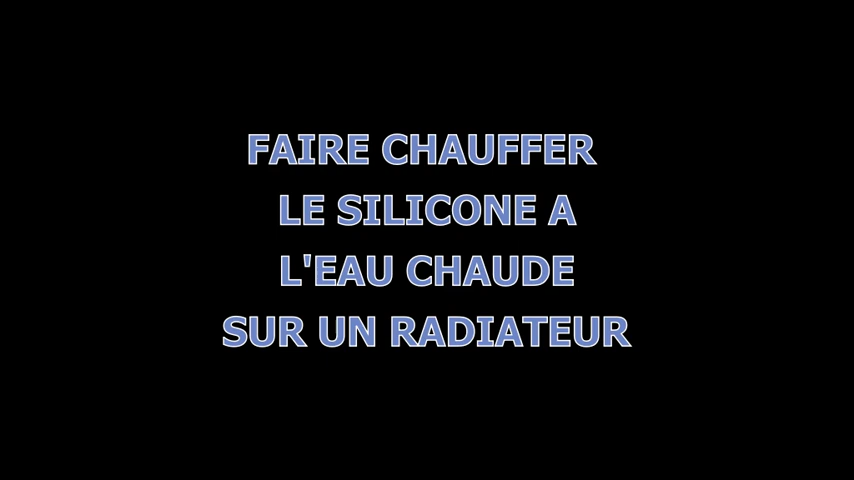 FAIRE CHAUFFER
LE SILICONE A
L'EAU CHAUDE
SUR UN RADIATEUR